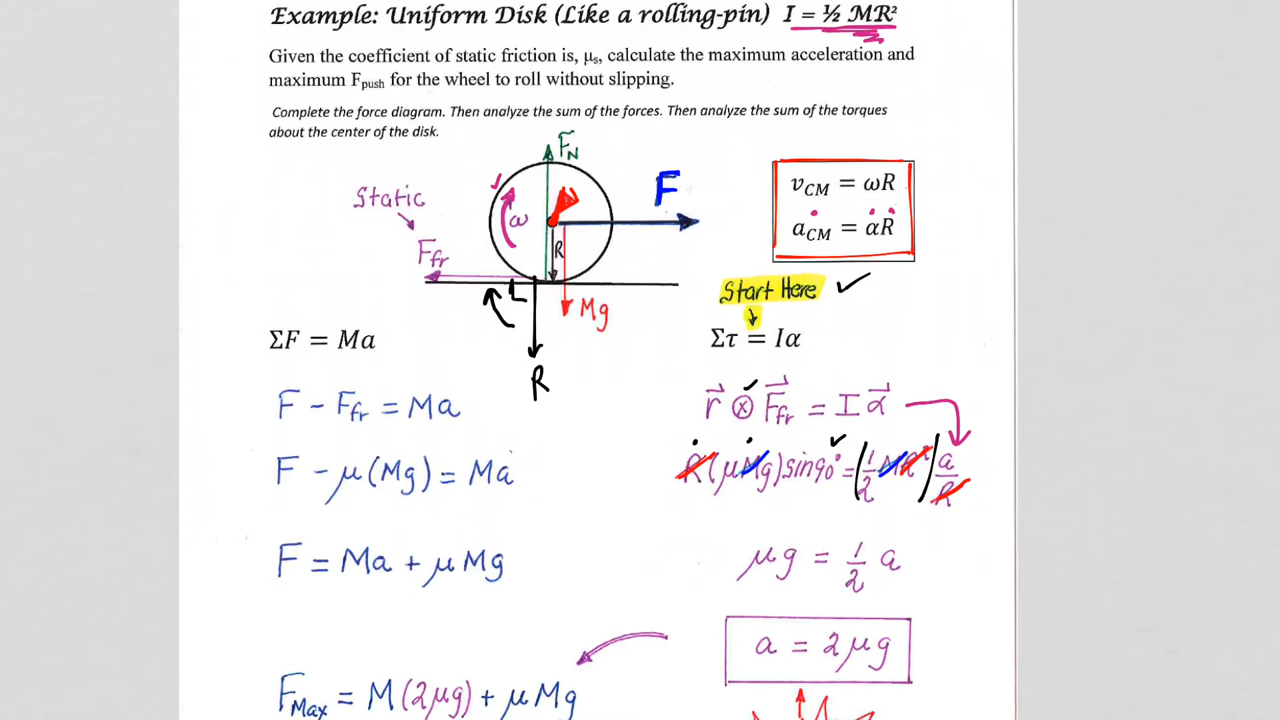 Example: Uniform Disk (Like a rolling-pin) I = ½ MR²
Given the coefficient of static friction is, μs, calculate the maximum acceleration and
maximum Fpush for the wheel to roll without slipping.
Complete the force diagram. Then analyze the sum of the forces. Then analyze the sum of the torques
about the center of the disk.
FN
F
Static
ω
R
Ffr
Mg
R
vCM = ωR
aCM = αR
Start Here ✓
ΣF = Ma
Στ = Iα
F - Ffr = Ma
r⃗ ⊗ F⃗fr = I α⃗
F - μ(Mg) = Ma
R(μMg)sin90° = (½MR²) a/R
F = Ma + μMg
μg = ½ a
a = 2μg
FMax = M(2μg) + μMg